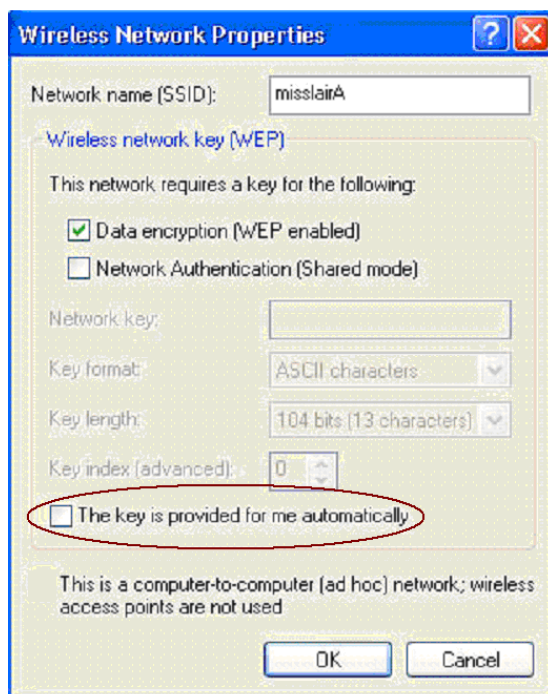 Wireless Network Properties
Network name (SSID): misslairA
Wireless network key (WEP)
This network requires a key for the following:
Data encryption (WEP enabled)
Network Authentication (Shared mode)
Network key:
Key format: ASCII characters
Key length: 104 bits (13 characters)
Key index (advanced): 0
The key is provided for me automatically
This is a computer-to-computer (ad hoc) network; wireless
access points are not used
OK Cancel